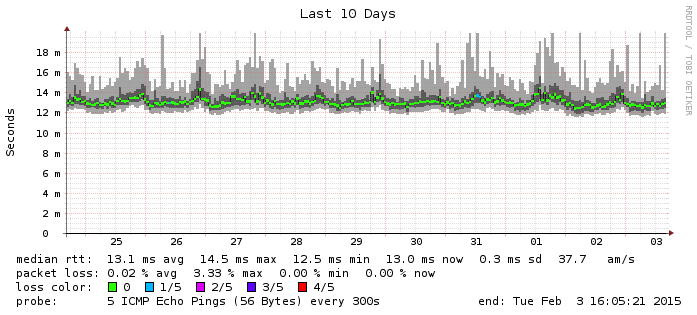 Last 10 Days
RRDTOOL / TOBI OETIKER
Seconds
18 m
16 m
14 m
12 m
10 m
8 m
6 m
4 m
2 m
0
25 26 27 28 29 30 31 01 02 03
median rtt: 13.1 ms avg 14.5 ms max 12.5 ms min 13.0 ms now 0.3 ms sd 37.7 am/s
packet loss: 0.02 % avg 3.33 % max 0.00 % min 0.00 % now
loss color: 0 1/5 2/5 3/5 4/5
probe: 5 ICMP Echo Pings (56 Bytes) every 300s end: Tue Feb 3 16:05:21 2015